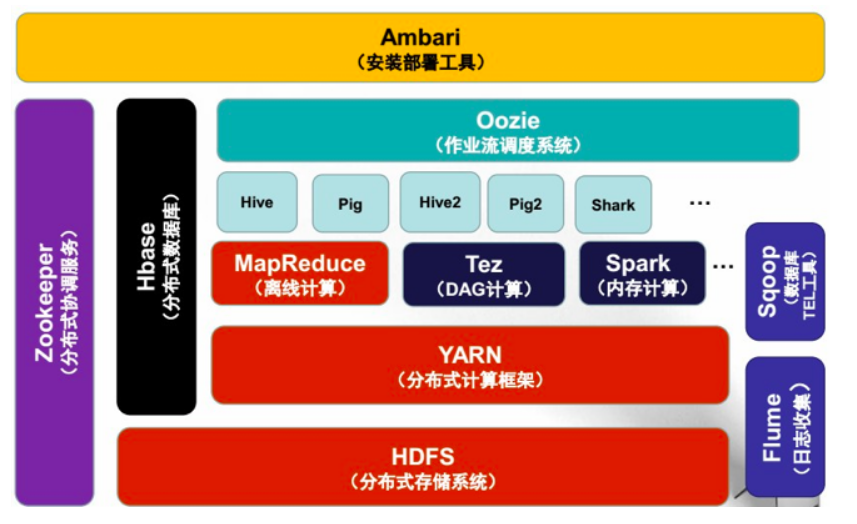 Ambari
（安装部署工具）
Zookeeper
（分布式协调服务）
Hbase
（分布式数据库）
Oozie
（作业流调度系统）
Hive
Pig
Hive2
Pig2
Shark
...
MapReduce
（离线计算）
Tez
（DAG计算）
Spark
（内存计算）
...
Sqoop
（数据库
TEL工具）
YARN
（分布式计算框架）
Flume
（日志收集）
HDFS
（分布式存储系统）